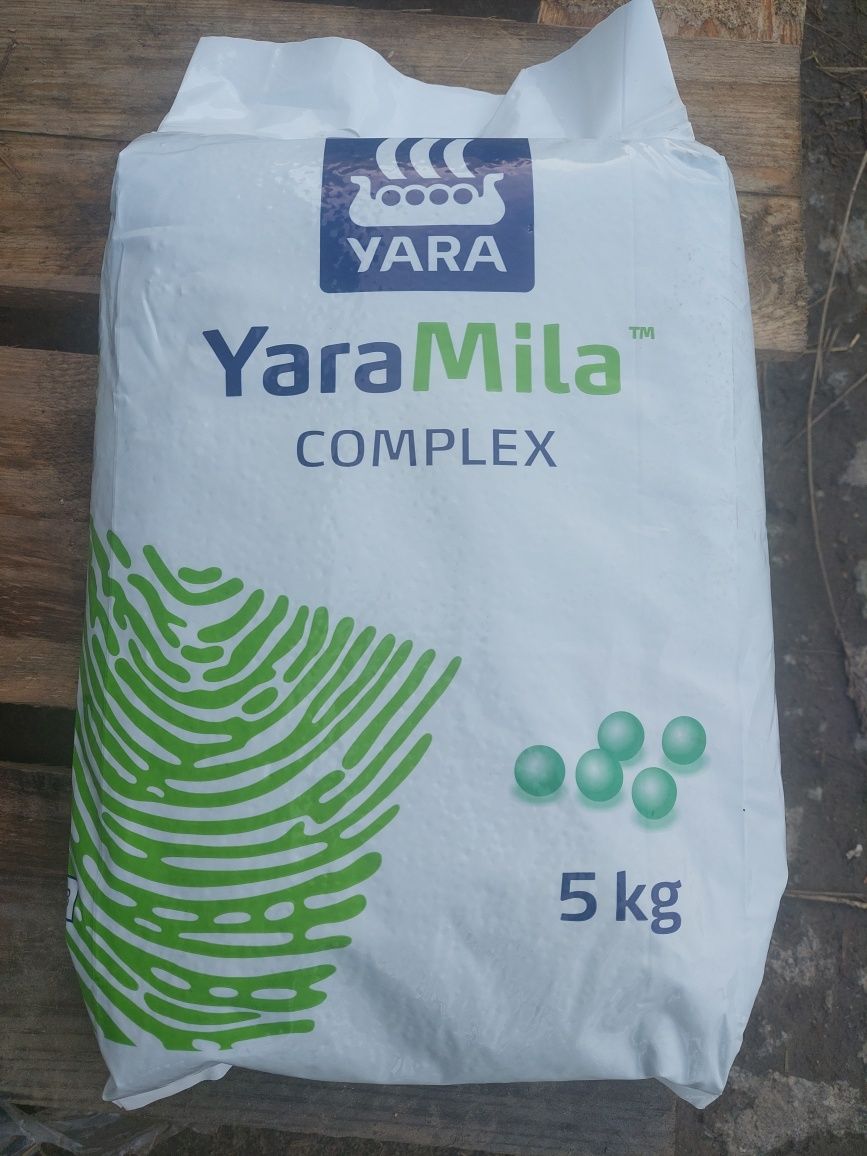 YARA
YaraMila™
COMPLEX
5 kg